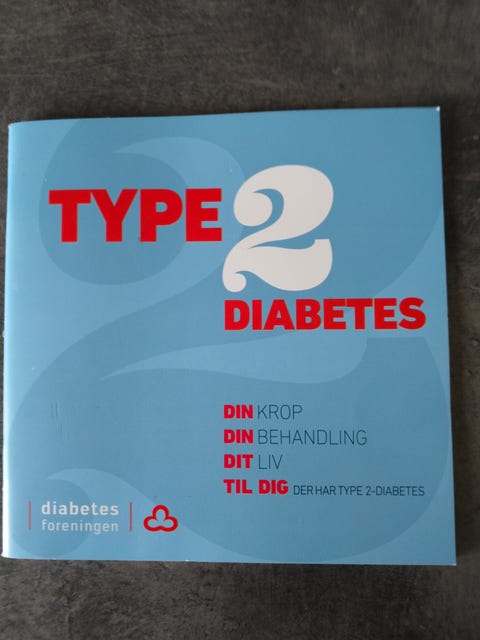 TYPE 2
DIABETES
DIN KROP
DIN BEHANDLING
DIT LIV
TIL DIG DER HAR TYPE 2-DIABETES
diabetes
foreningen